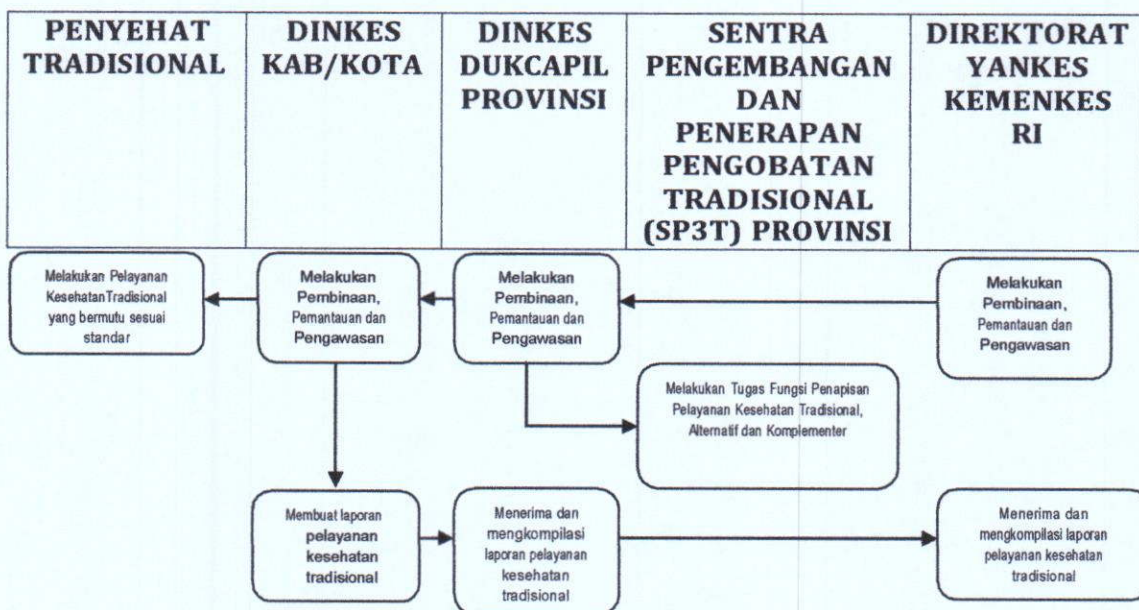 PENYEHAT
TRADISIONAL
DINKES
KAB/KOTA
DINKES
DUKCAPIL
PROVINSI
SENTRA
PENGEMBANGAN
DAN
PENERAPAN
PENGOBATAN
TRADISIONAL
(SP3T) PROVINSI
DIREKTORAT
YANKES
KEMENKES
RI
Melakukan Pelayanan
Kesehatan Tradisional
yang bermutu sesuai
standar
Melakukan
Pembinaan,
Pemantauan dan
Pengawasan
Melakukan
Pembinaan,
Pemantauan dan
Pengawasan
Melakukan
Pembinaan,
Pemantauan dan
Pengawasan
Melakukan Tugas Fungsi Penapisan
Pelayanan Kesehatan Tradisional,
Alternatif dan Komplementer
Membuat laporan
pelayanan
kesehatan
tradisional
Menerima dan
mengkompilasi
laporan pelayanan
kesehatan
tradisional
Menerima dan
mengkompilasi laporan
pelayanan kesehatan
tradisional